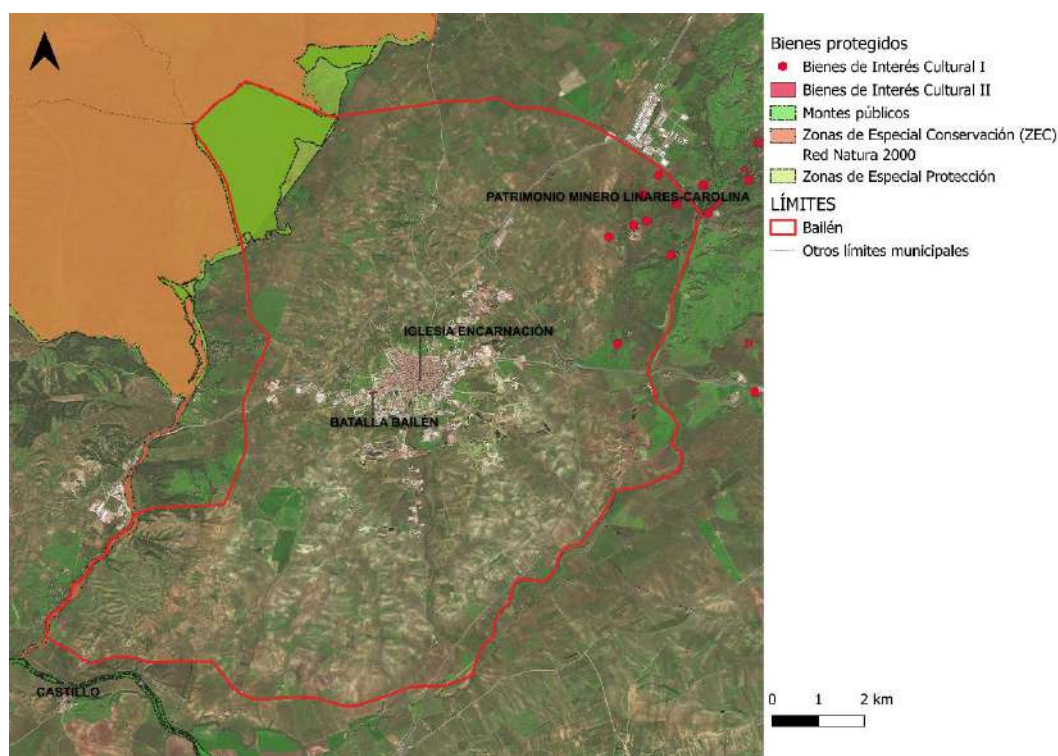 Bienes protegidos
Bienes de Interés Cultural I
Bienes de Interés Cultural II
Montes públicos
Zonas de Especial Conservación (ZEC)
Red Natura 2000
Zonas de Especial Protección
LÍMITES
Bailén
Otros límites municipales
PATRIMONIO MINERO LINARES-CAROLINA
IGLESIA ENCARNACIÓN
BATALLA BAILEN
CASTILLO
0 1 2 km